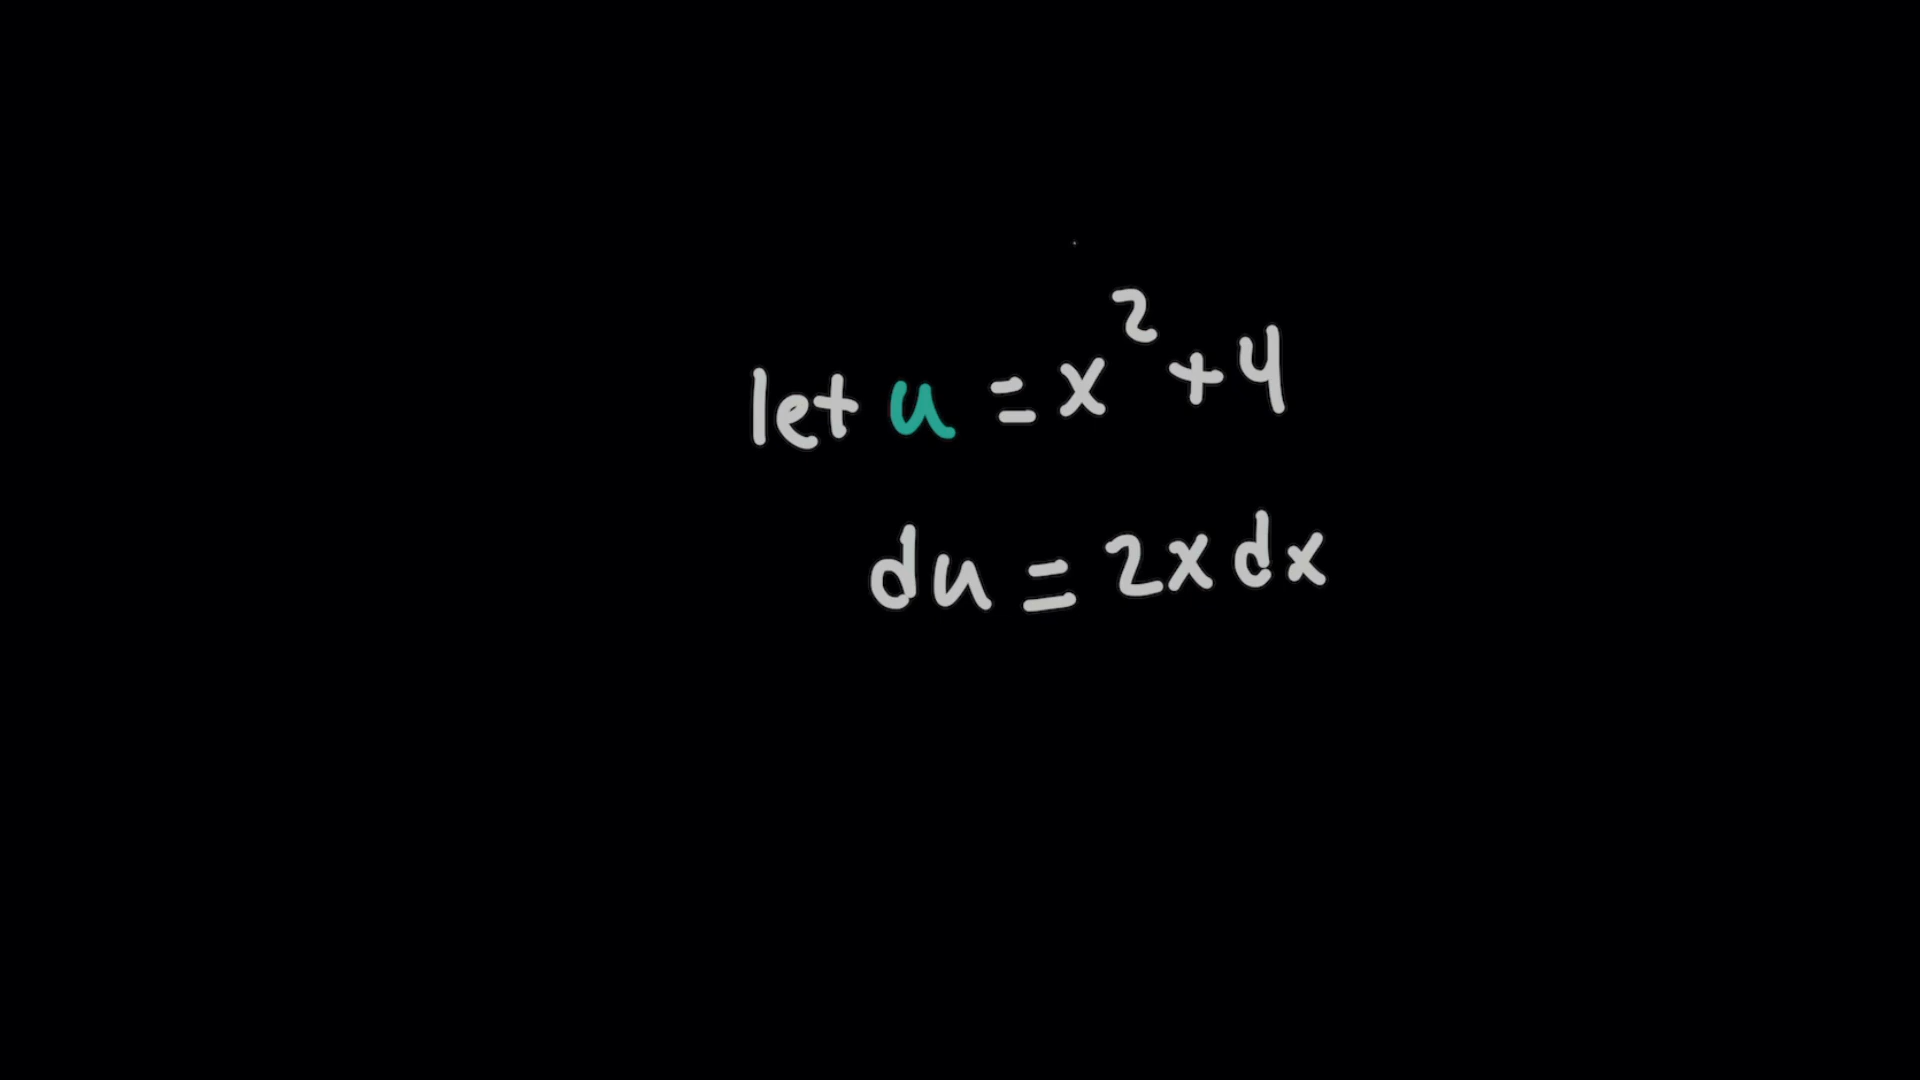 let u = x² + 4
du = 2x dx